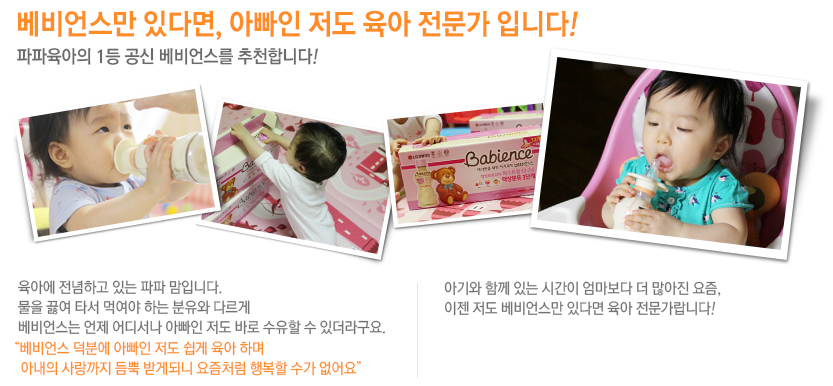 베비언스만 있다면, 아빠인 저도 육아 전문가 입니다!
파파육아의 1등 공신 베비언스를 추천합니다!
Babience
액상분유 3단계
육아에 전념하고 있는 파파 맘입니다.
물을 끓여 타서 먹여야 하는 분유와 다르게
베비언스는 언제 어디서나 아빠인 저도 바로 수유할 수 있더라구요.
“베비언스 덕분에 아빠인 저도 쉽게 육아 하며
아내의 사랑까지 듬뿍 받게되니 요즘처럼 행복할 수가 없어요”
아기와 함께 있는 시간이 엄마보다 더 많아진 요즘,
이젠 저도 베비언스만 있다면 육아 전문가랍니다!